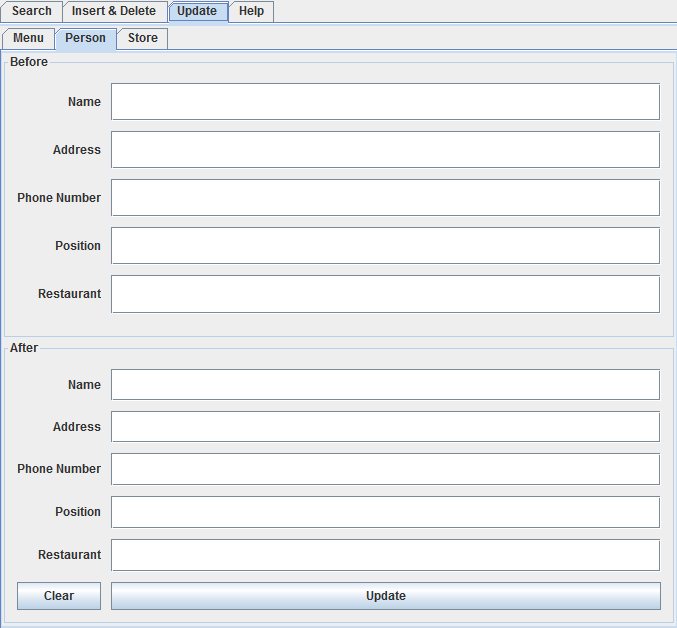 Search Insert & Delete Update Help
Menu Person Store
Before
Name
Address
Phone Number
Position
Restaurant
After
Name
Address
Phone Number
Position
Restaurant
Clear Update